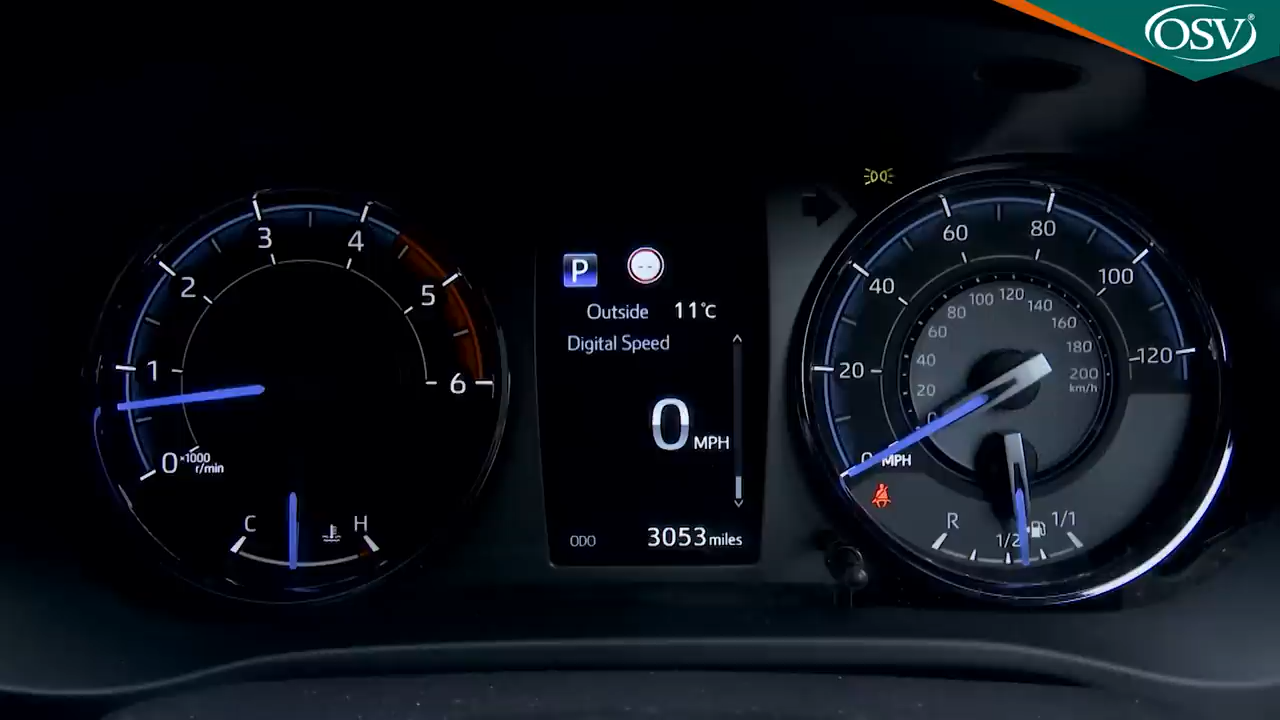 OSV®
0
1
2
3
4
5
6
×1000
r/min
C
H
P
--
Outside 11°C
Digital Speed
0 MPH
ODO 3053 miles
0 MPH
20
40
60
80
100
120
0
20
40
60
80
100
120
140
160
180
200
km/h
R
1/2
1/1